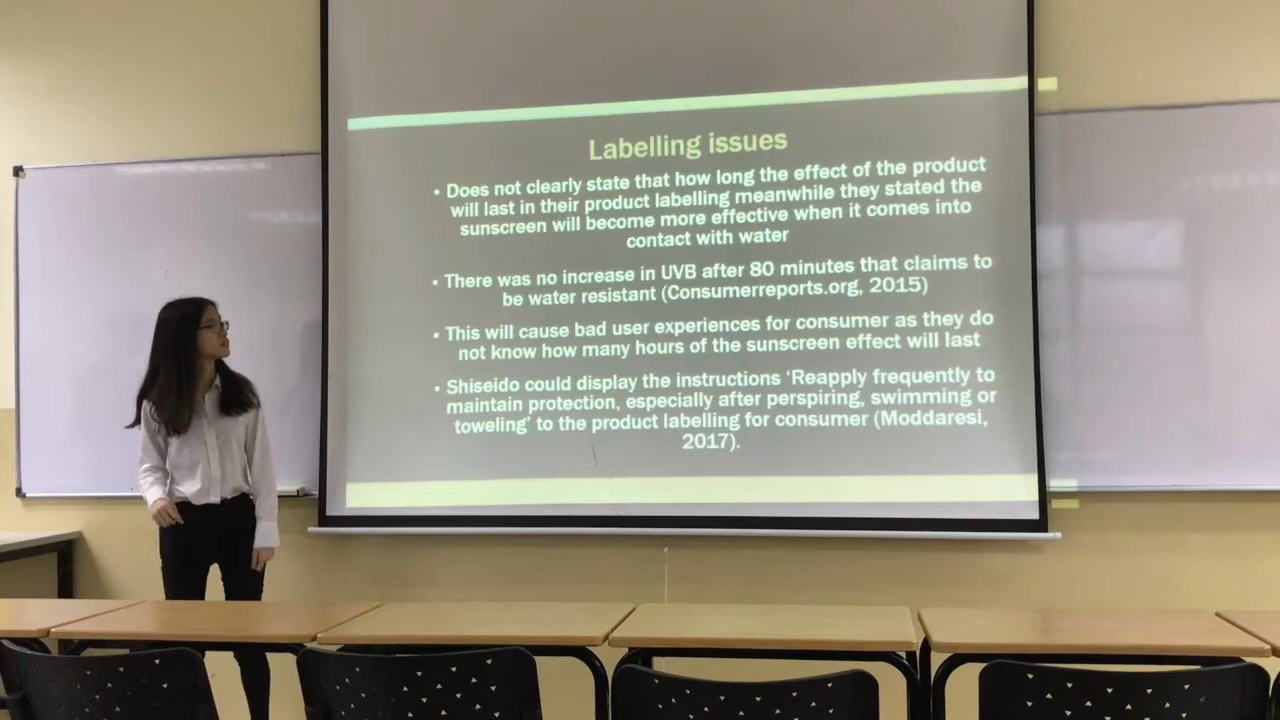 Labelling issues
▪ Does not clearly state that how long the effect of the product
will last in their product labelling meanwhile they stated the
sunscreen will become more effective when it comes into
contact with water
▪ There was no increase in UVB after 80 minutes that claims to
be water resistant (Consumerreports.org, 2015)
▪ This will cause bad user experiences for consumer as they do
not know how many hours of the sunscreen effect will last
▪ Shiseido could display the instructions ‘Reapply frequently to
maintain protection, especially after perspiring, swimming or
toweling’ to the product labelling for consumer (Moddaresi,
2017).